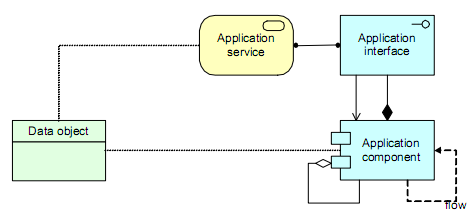 Application
service
Application
interface
Data object
Application
component
flow